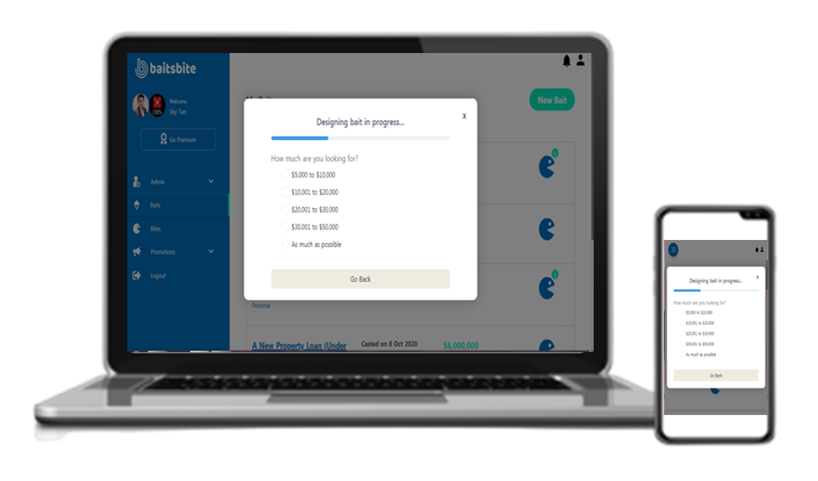 baitsbite
Welcome,
Sky Tan
Go Premium
Admin
Baits
Bites
Promotions
Logout
New Bait
Designing bait in progress...
X
How much are you looking for?
$5,000 to $10,000
$10,001 to $20,000
$20,001 to $30,000
$30,001 to $50,000
As much as possible
Go Back
Personal
A New Property Loan (Under
Casted on 8 Oct 2020
$6,000,000
Designing bait in progress...
X
How much are you looking for?
$5,000 to $10,000
$10,001 to $20,000
$20,001 to $30,000
$30,001 to $50,000
As much as possible
Go Back